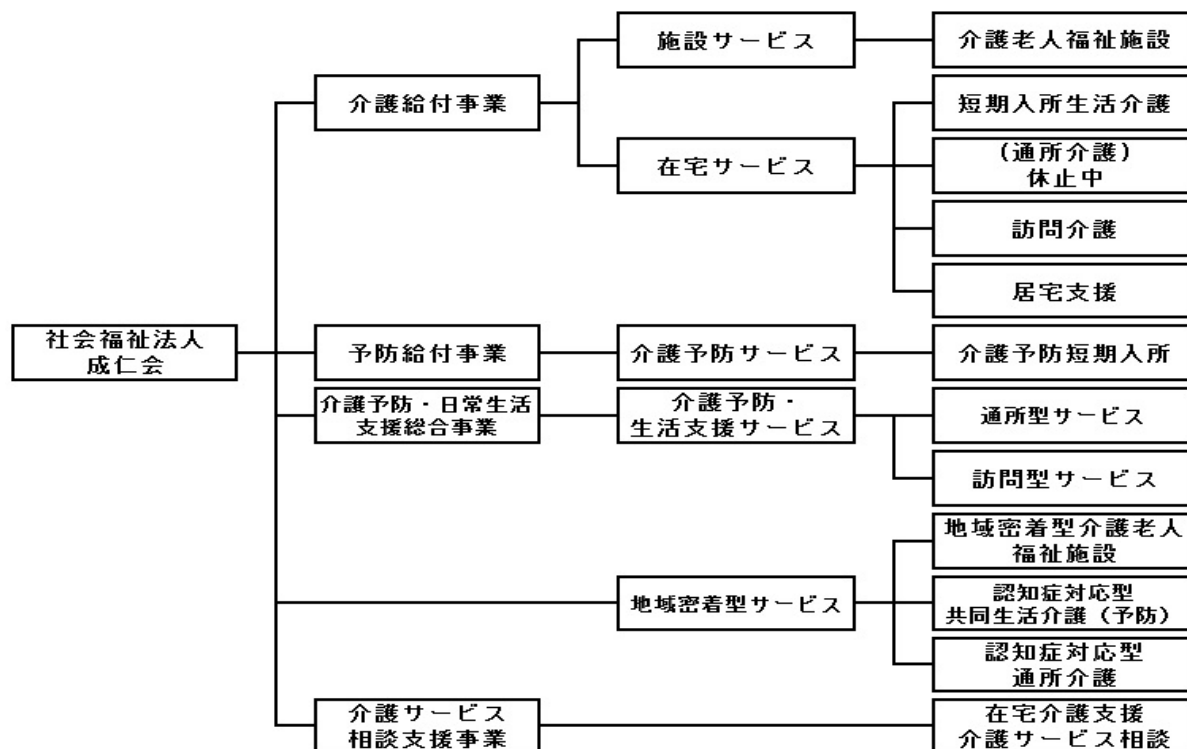 施設サービス
介護老人福祉施設
介護給付事業
短期入所生活介護
在宅サービス
(通所介護)
休止中
訪問介護
居宅支援
社会福祉法人
成仁会
予防給付事業
介護予防サービス
介護予防短期入所
介護予防・日常生活
支援総合事業
介護予防・
生活支援サービス
通所型サービス
訪問型サービス
地域密着型サービス
地域密着型介護老人
福祉施設
認知症対応型
共同生活介護(予防)
認知症対応型
通所介護
介護サービス
相談支援事業
在宅介護支援
介護サービス相談